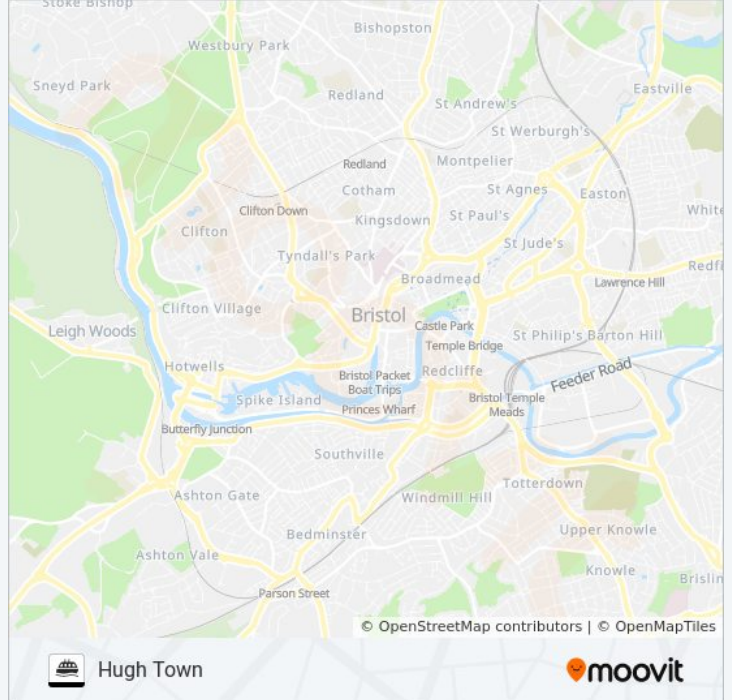 Stoke Bishop
Bishopston
Westbury Park
Sneyd Park
Eastville
Redland
St Andrew's
St Werburgh's
Redland
Montpelier
Cotham
St Agnes
Easton
Clifton Down
White
Kingsdown
St Paul's
Clifton
St Jude's
Tyndall's Park
Redfi
Broadmead
Lawrence Hill
Clifton Village
Bristol
Castle Park
Leigh Woods
St Philip's
Barton Hill
Temple Bridge
Hotwells
Redcliffe
Feeder Road
Bristol Packet
Boat Trips
Spike Island
Bristol Temple
Meads
Princes Wharf
Butterfly Junction
Southville
Totterdown
Ashton Gate
Windmill Hill
Bedminster
Upper Knowle
Ashton Vale
Knowle
Brislin
Parson Street
© OpenStreetMap contributors | © OpenMapTiles
Hugh Town
moovit